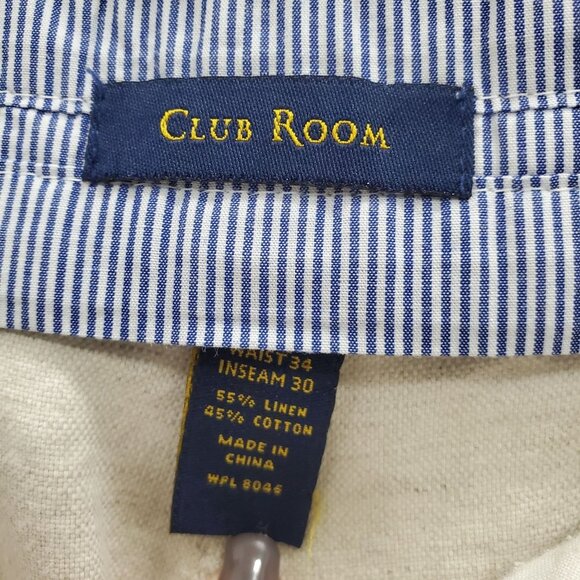 CLUB ROOM
WAIST 34
INSEAM 30
55% LINEN
45% COTTON
MADE IN
CHINA
WPL 8046